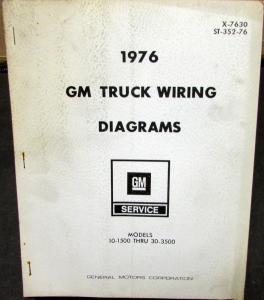 X-7630
ST-352-76
1976
GM TRUCK WIRING
DIAGRAMS
GM
SERVICE
MODELS
10-1500 THRU 30-3500
GENERAL MOTORS CORPORATION